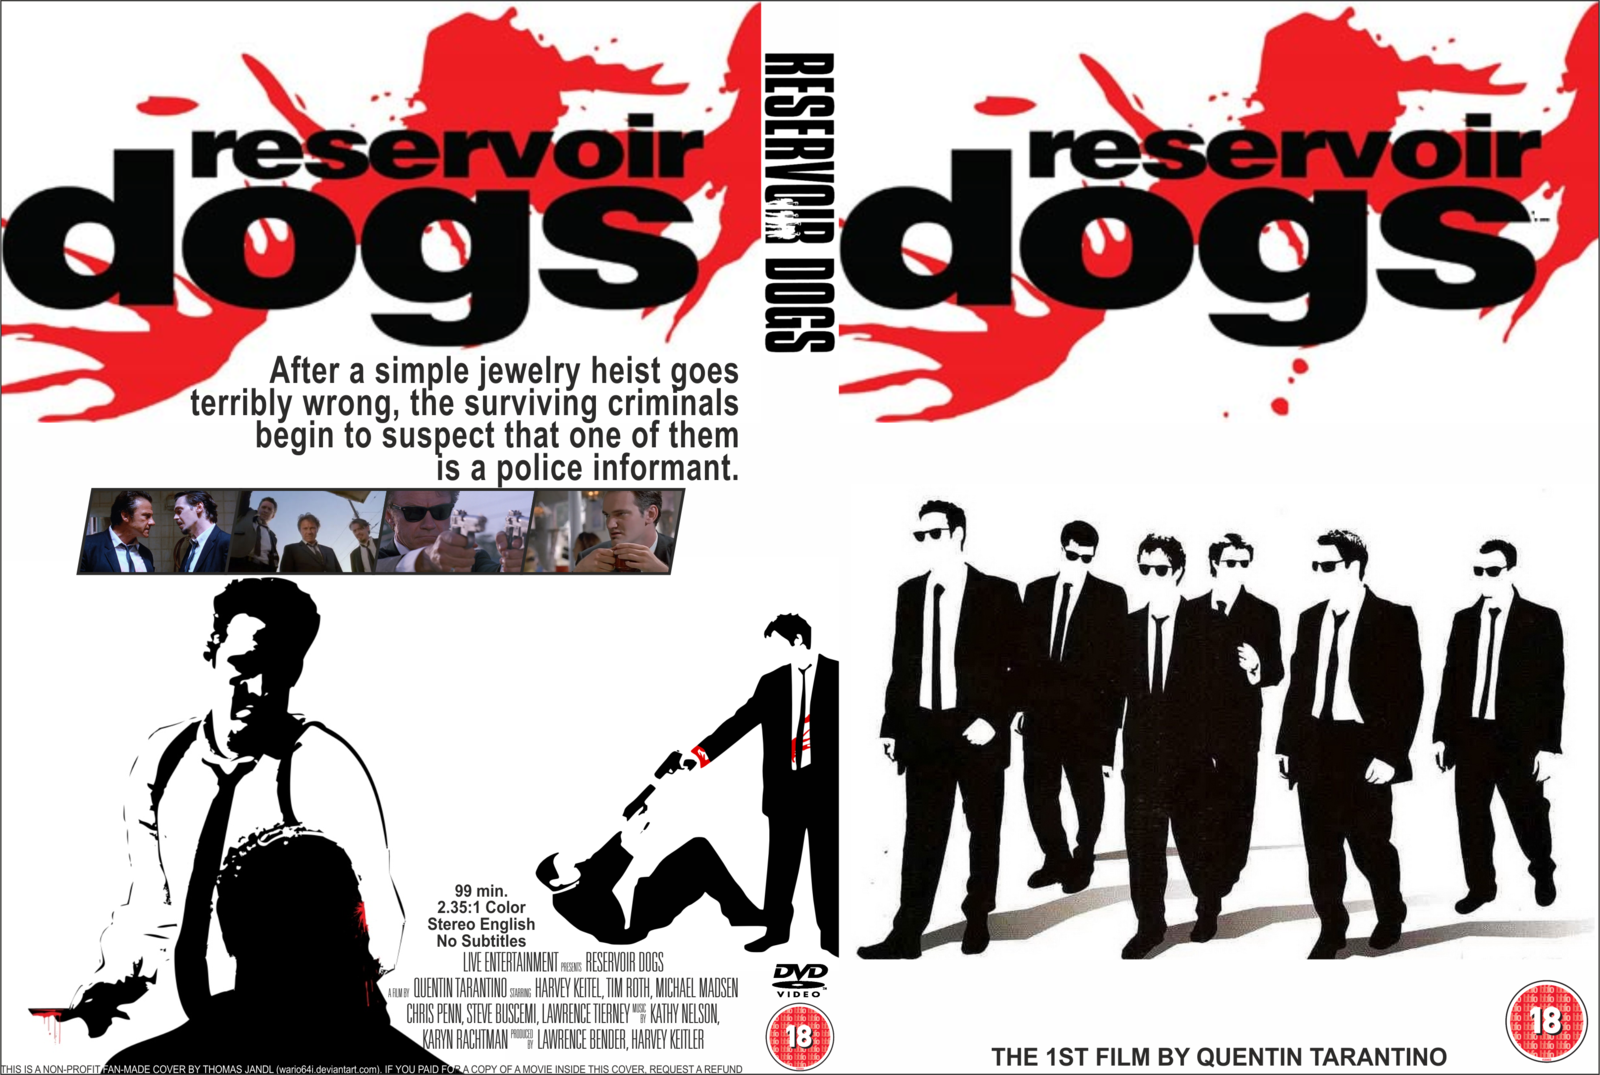 reservoir
dogs
After a simple jewelry heist goes
terribly wrong, the surviving criminals
begin to suspect that one of them
is a police informant.
99 min.
2.35:1 Color
Stereo English
No Subtitles
LIVE ENTERTAINMENT PRESENTS RESERVOIR DOGS
A FILM BY QUENTIN TARANTINO STARRING HARVEY KEITEL, TIM ROTH, MICHAEL MADSEN
CHRIS PENN, STEVE BUSCEMI, LAWRENCE TIERNEY MUSIC BY KATHY NELSON,
KARYN RACHTMAN PRODUCED BY LAWRENCE BENDER, HARVEY KEITLER
THIS IS A NON-PROFIT FAN-MADE COVER BY THOMAS JANDL (wario64i.deviantart.com). IF YOU PAID FOR A COPY OF A MOVIE INSIDE THIS COVER, REQUEST A REFUND
RESERVOIR DOGS
DVD
VIDEO
18
reservoir
dogs
THE 1ST FILM BY QUENTIN TARANTINO
18